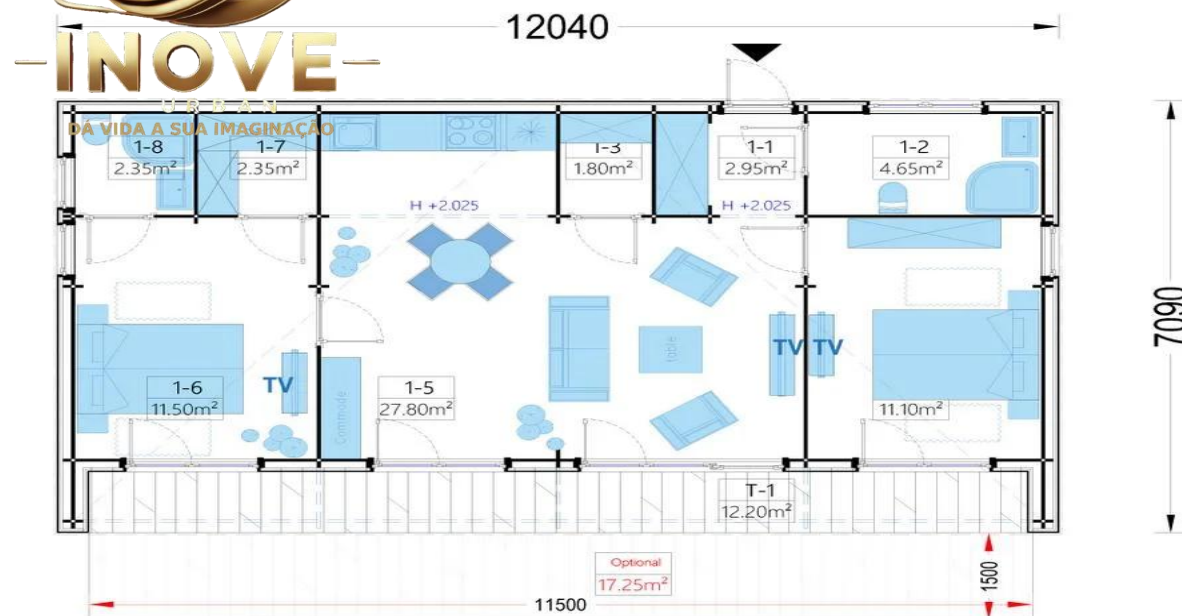 12040
INOVE
URBAN
DÁ VIDA A SUA IMAGINAÇÃO
1-8
2.35m²
1-7
2.35m²
1-3
1.80m²
1-1
2.95m²
1-2
4.65m²
H +2.025
H +2.025
7090
TV
TV
TV
table
1-6
11.50m²
Commode
1-5
27.80m²
11.10m²
T-1
12.20m²
Optional
17.25m²
1500
11500